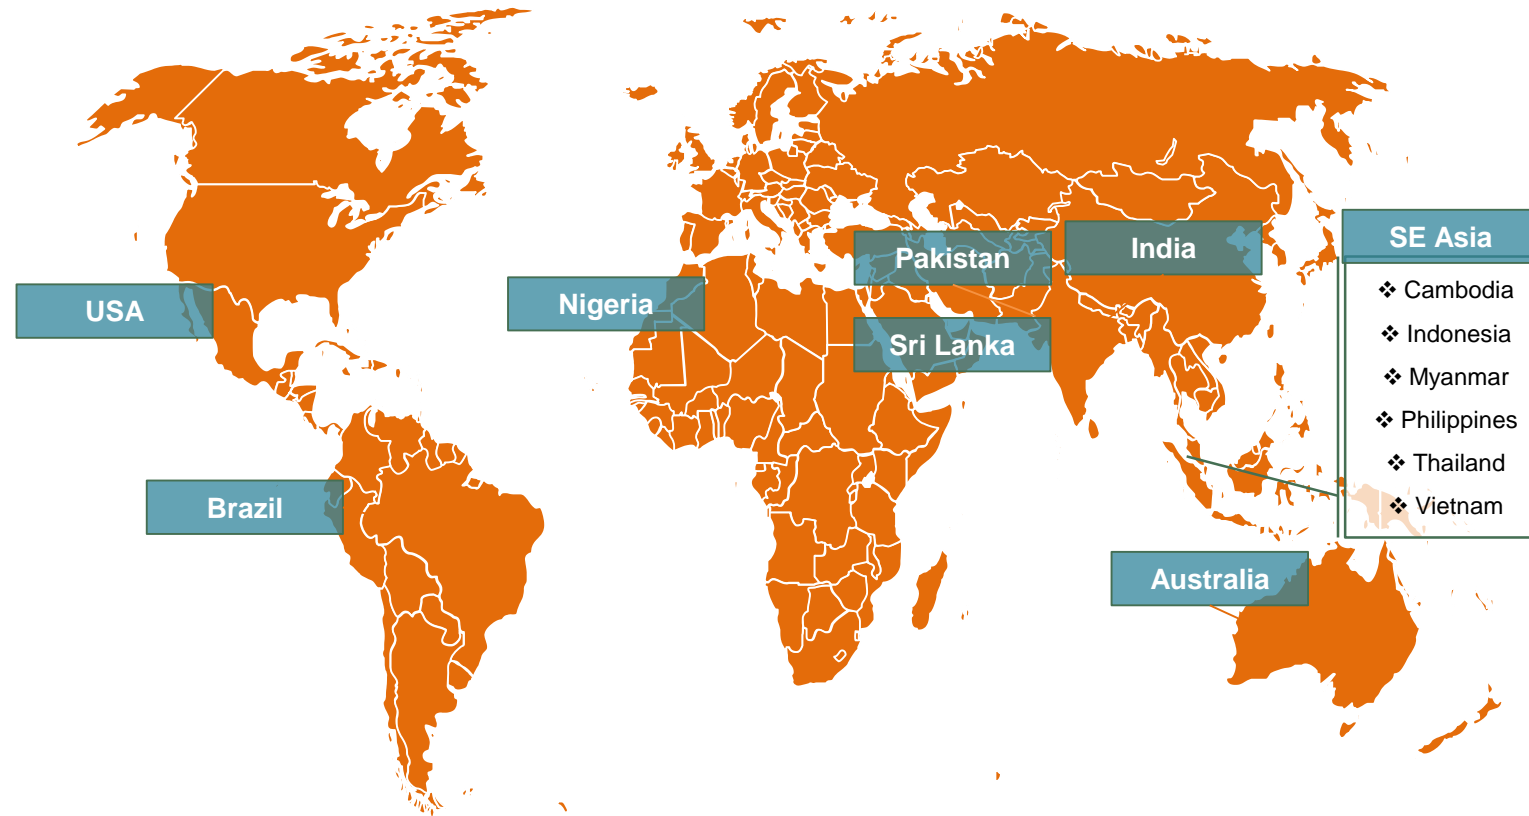 SE Asia
India
Pakistan
❖ Cambodia
USA
Nigeria
❖ Indonesia
Sri Lanka
❖ Myanmar
❖ Philippines
❖ Thailand
Brazil
❖ Vietnam
Australia